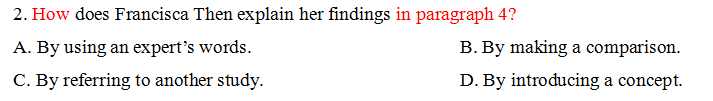 2. How does Francisca Then explain her findings in paragraph 4?
A. By using an expert’s words. B. By making a comparison.
C. By referring to another study. D. By introducing a concept.